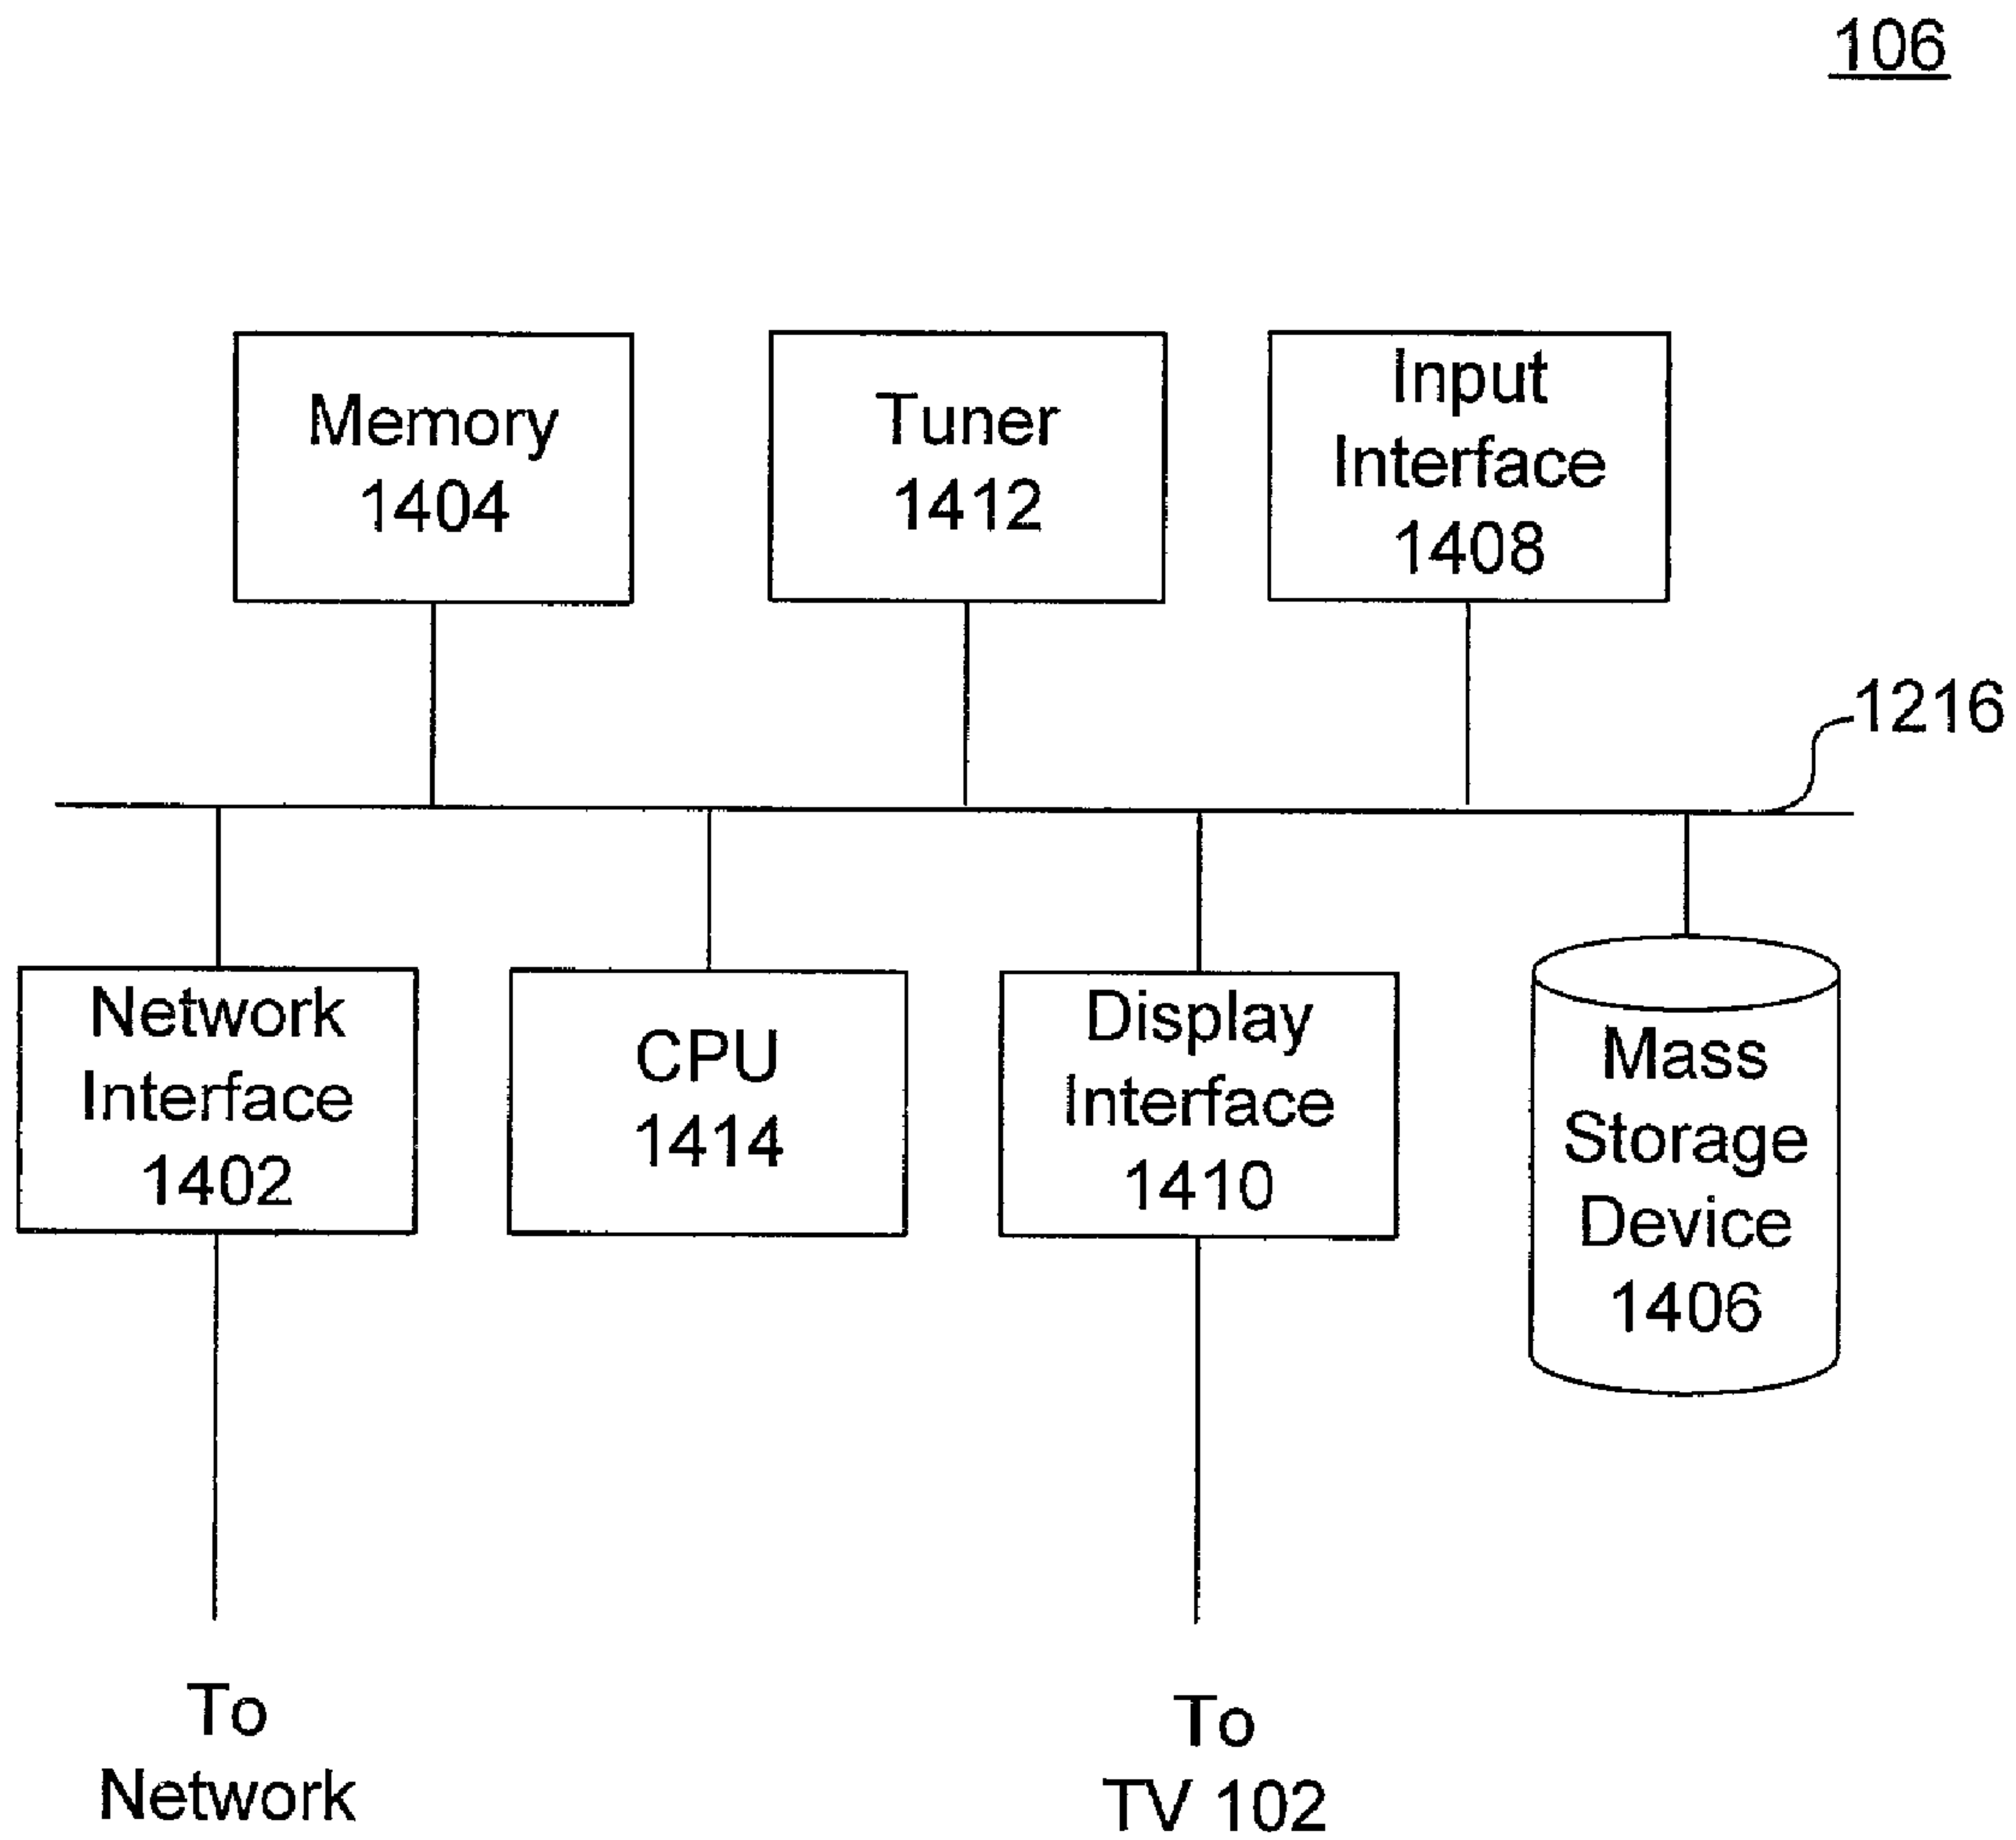 106
Memory
1404
Tuner
1412
Input
Interface
1408
1216
Network
Interface
1402
CPU
1414
Display
Interface
1410
Mass
Storage
Device
1406
To
Network
To
TV 102